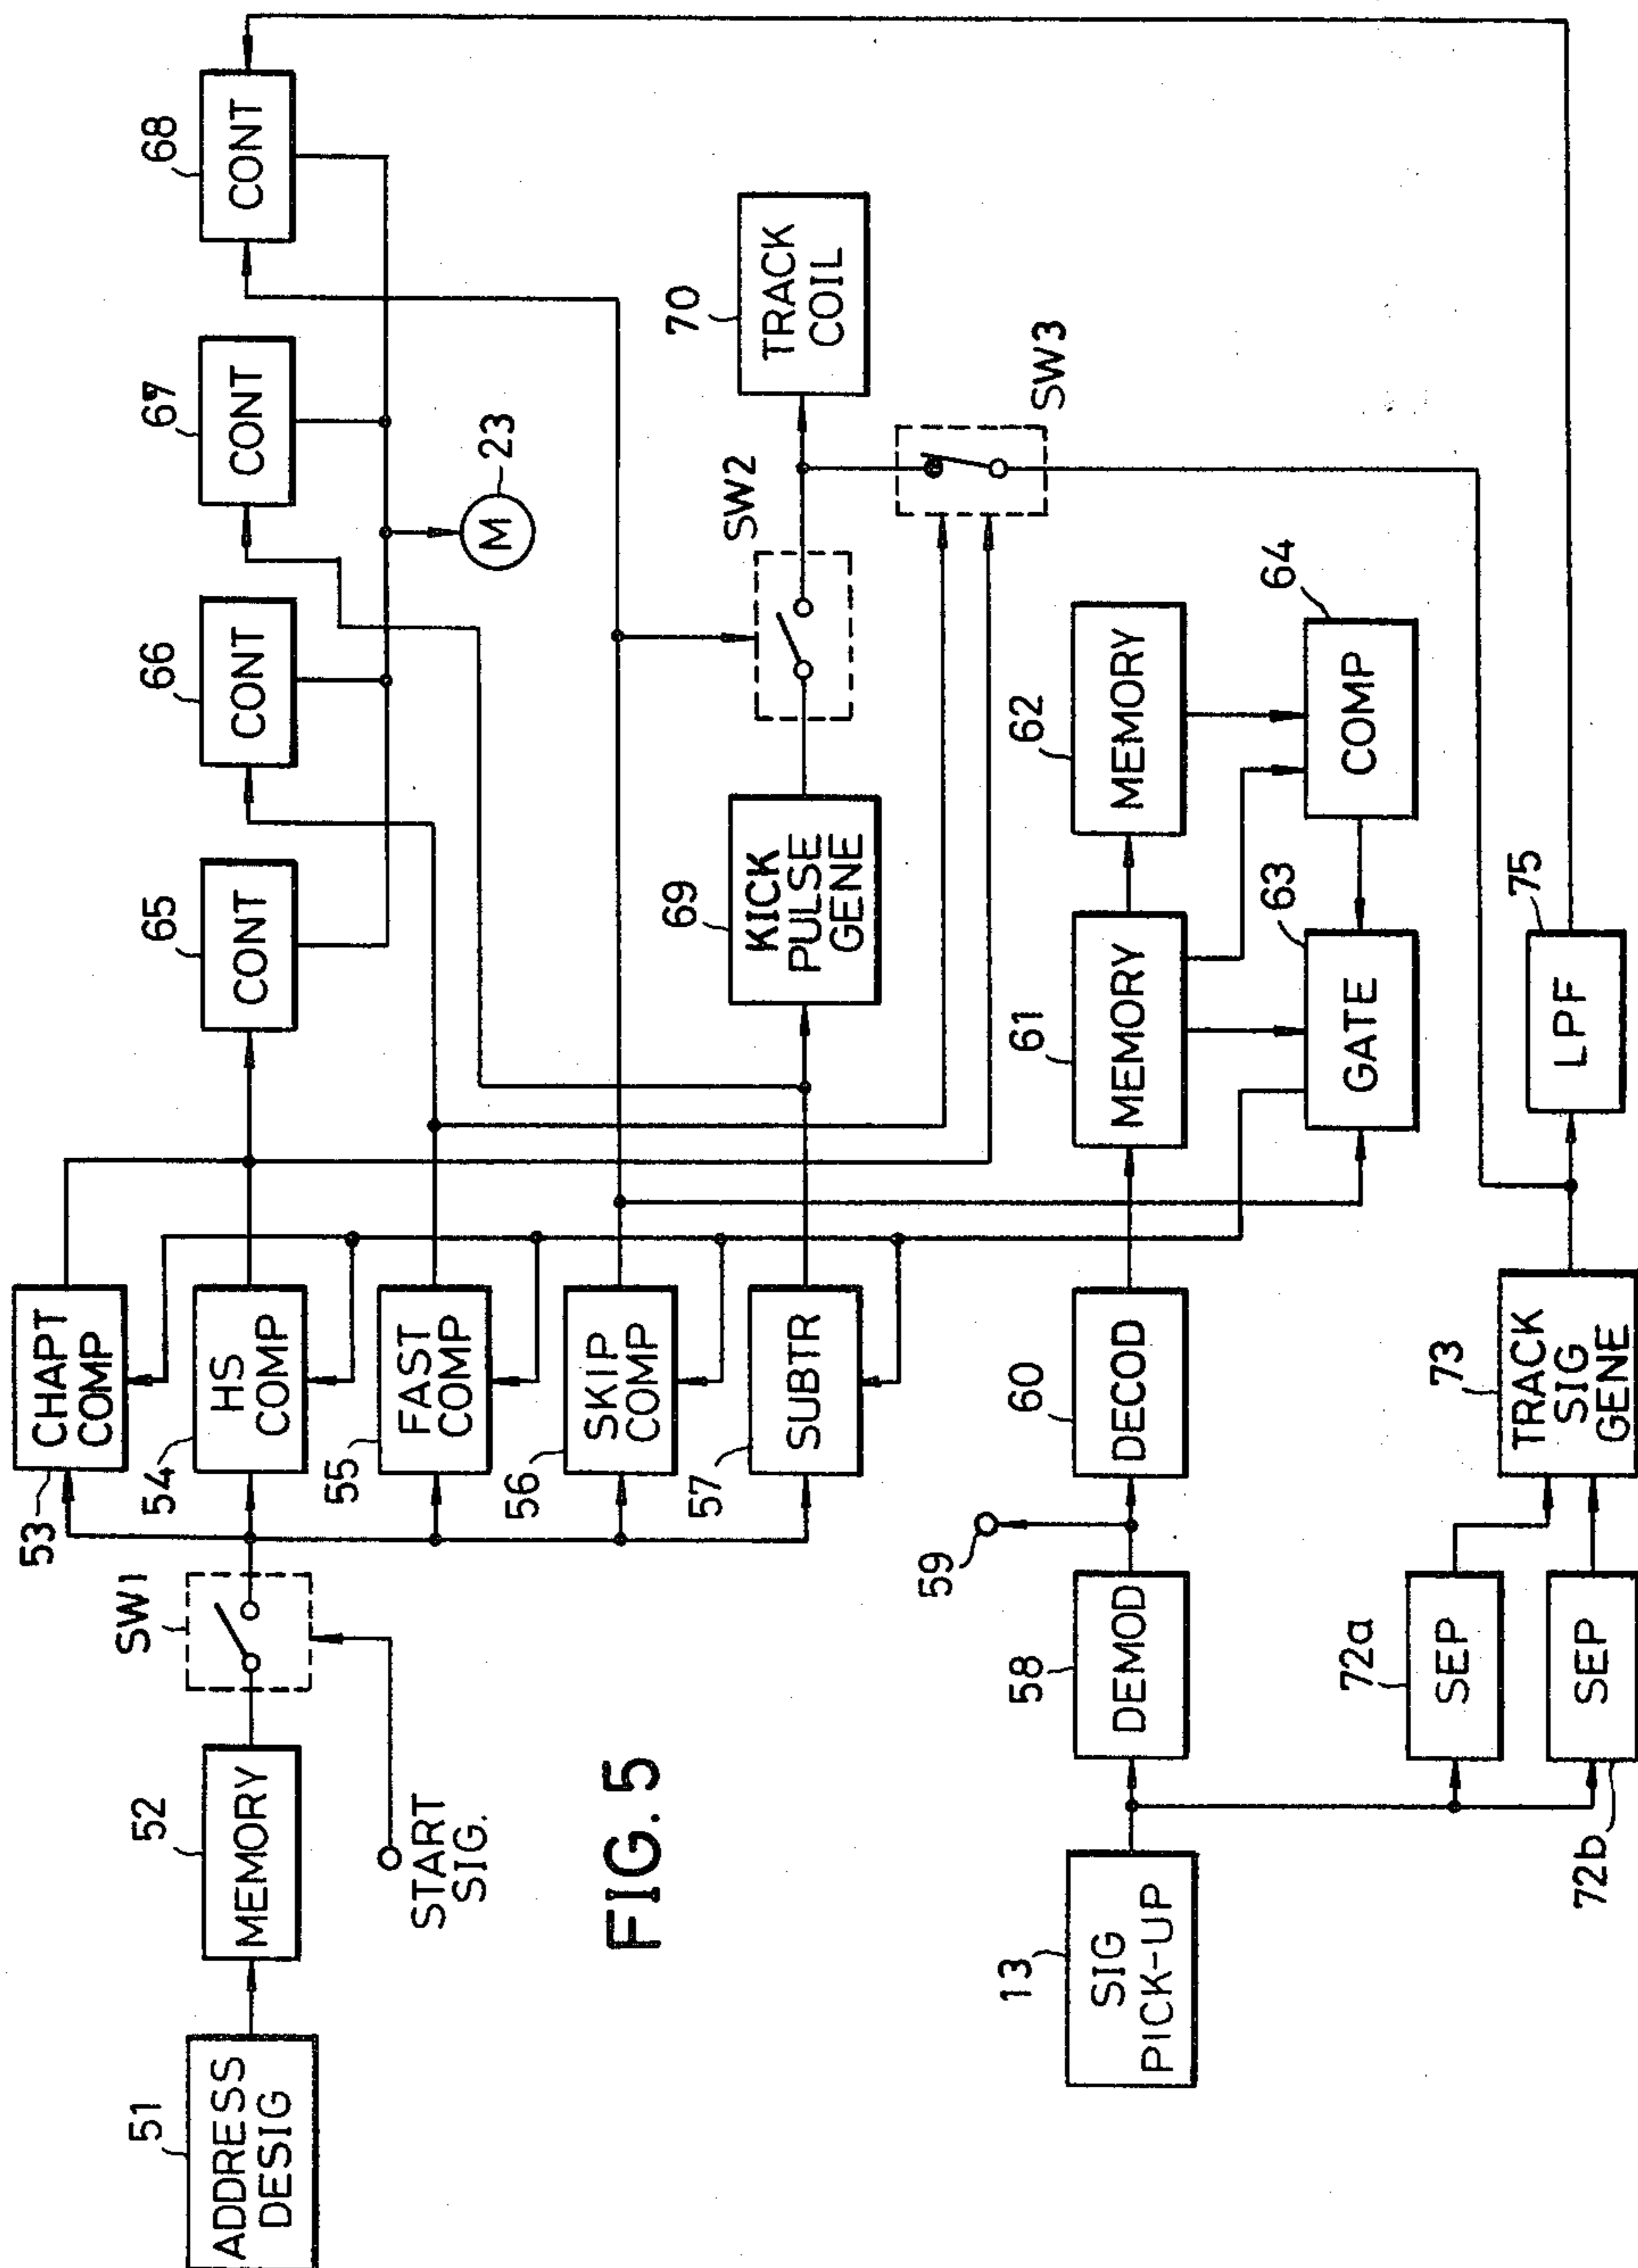 51
ADDRESS
DESIG
52
MEMORY
START
SIG.
SW1
53
CHAPT
COMP
54
HS
COMP
55
FAST
COMP
56
SKIP
COMP
57
SUBTR
65
CONT
66
CONT
67
CONT
68
CONT
M
23
69
KICK
PULSE
GENE
SW2
70
TRACK
COIL
SW3
FIG. 5
13
SIG
PICK-UP
58
DEMOD
59
60
DECOD
61
MEMORY
62
MEMORY
63
GATE
64
COMP
72a
SEP
72b
SEP
73
TRACK
SIG
GENE
75
LPF